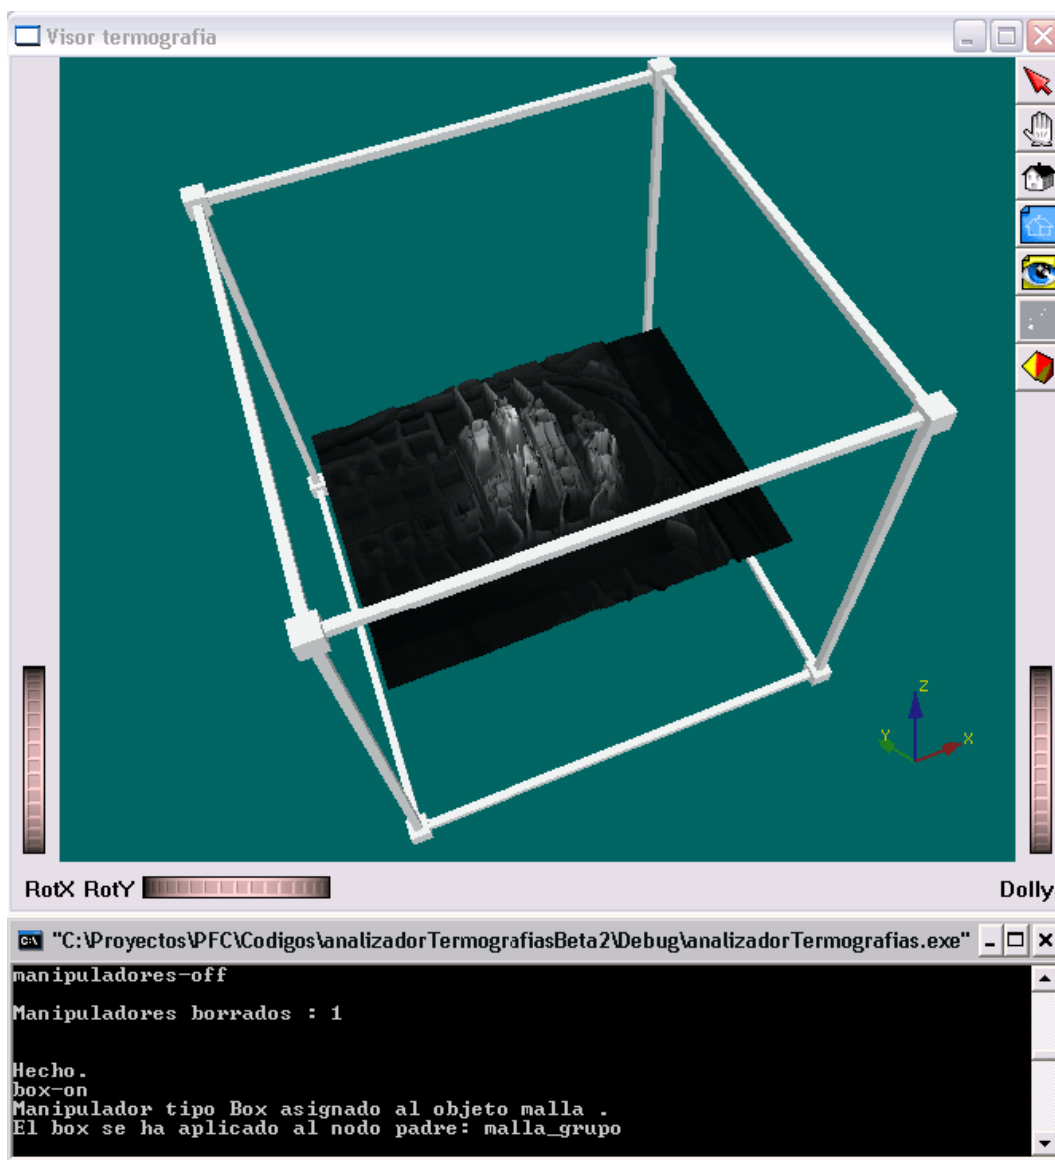 Visor termografia
Z
Y
X
RotX RotY
Dolly
"C:\Proyectos\PFC\Codigos\analizadorTermografiasBeta2\Debug\analizadorTermografias.exe"
manipuladores-off
Manipuladores borrados : 1
Hecho.
box-on
Manipulador tipo Box asignado al objeto malla .
El box se ha aplicado al nodo padre: malla_grupo